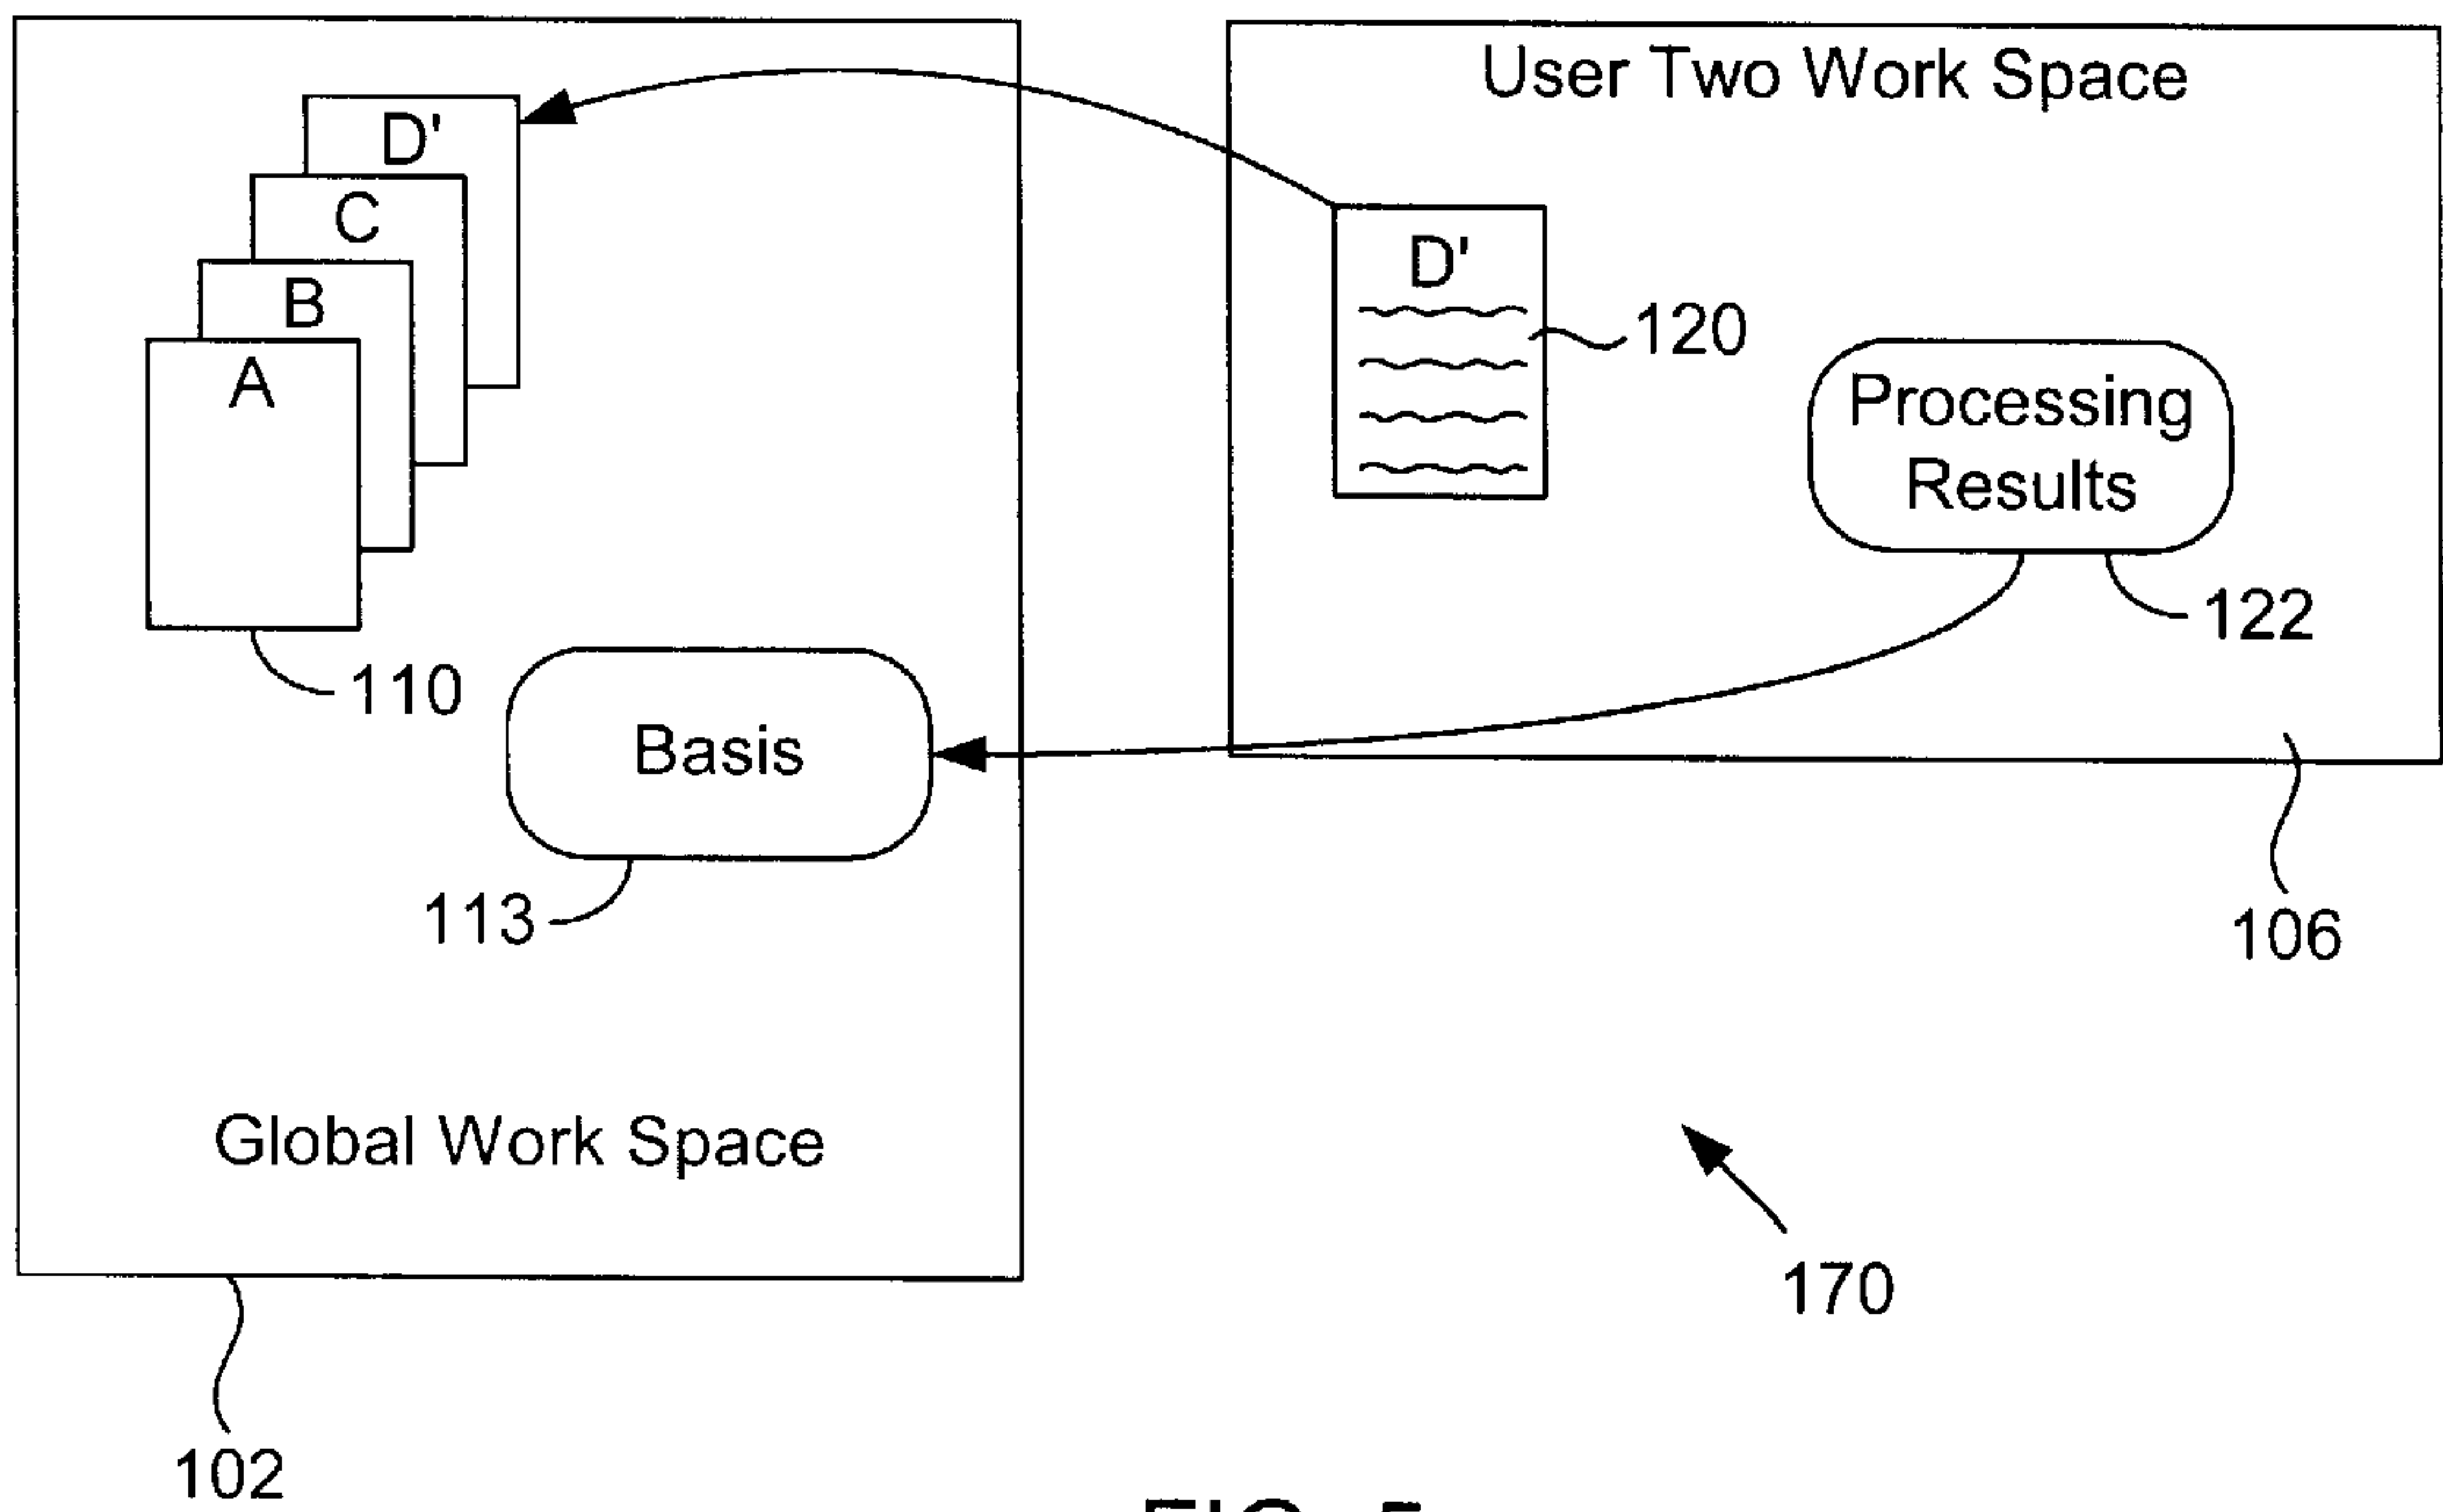 User Two Work Space
D'
C
B
A
110
D'
120
Processing
Results
122
Basis
113
106
Global Work Space
170
102